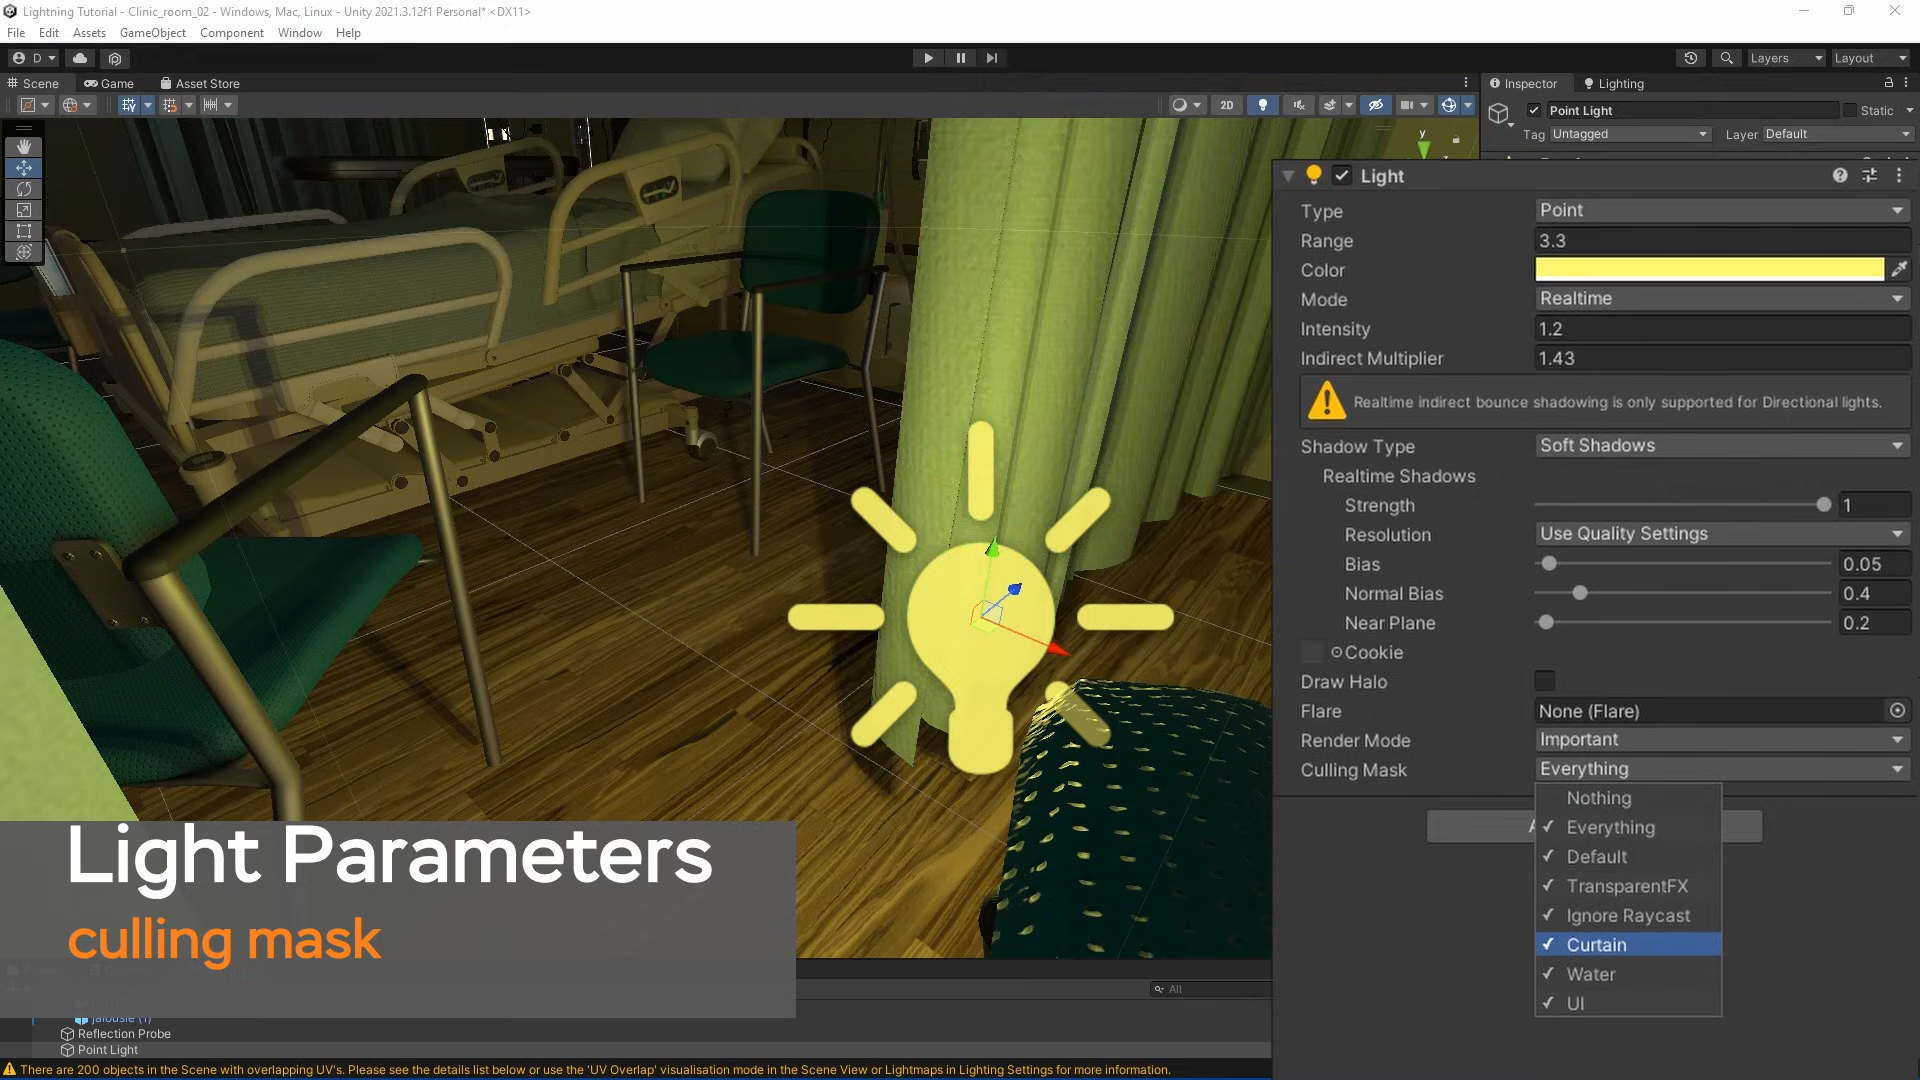 Lightning Tutorial - Clinic_room_02 - Windows, Mac, Linux - Unity 2021.3.12f1 Personal* <DX11>
File Edit Assets GameObject Component Window Help
D
Layers Layout
Scene Game Asset Store
Inspector Lighting
2D
Point Light Static
Tag Untagged Layer Default
y
Light
Type Point
Range 3.3
Color
Mode Realtime
Intensity 1.2
Indirect Multiplier 1.43
Realtime indirect bounce shadowing is only supported for Directional lights.
Shadow Type Soft Shadows
Realtime Shadows
Strength 1
Resolution Use Quality Settings
Bias 0.05
Normal Bias 0.4
Near Plane 0.2
Cookie
Draw Halo
Flare None (Flare)
Render Mode Important
Culling Mask Everything
Nothing
Everything
Default
TransparentFX
Ignore Raycast
Curtain
Water
UI
Light Parameters
culling mask
All
jalousie (1)
Reflection Probe
Point Light
There are 200 objects in the Scene with overlapping UV's. Please see the details list below or use the 'UV Overlap' visualisation mode in the Scene View or Lightmaps in Lighting Settings for more information.